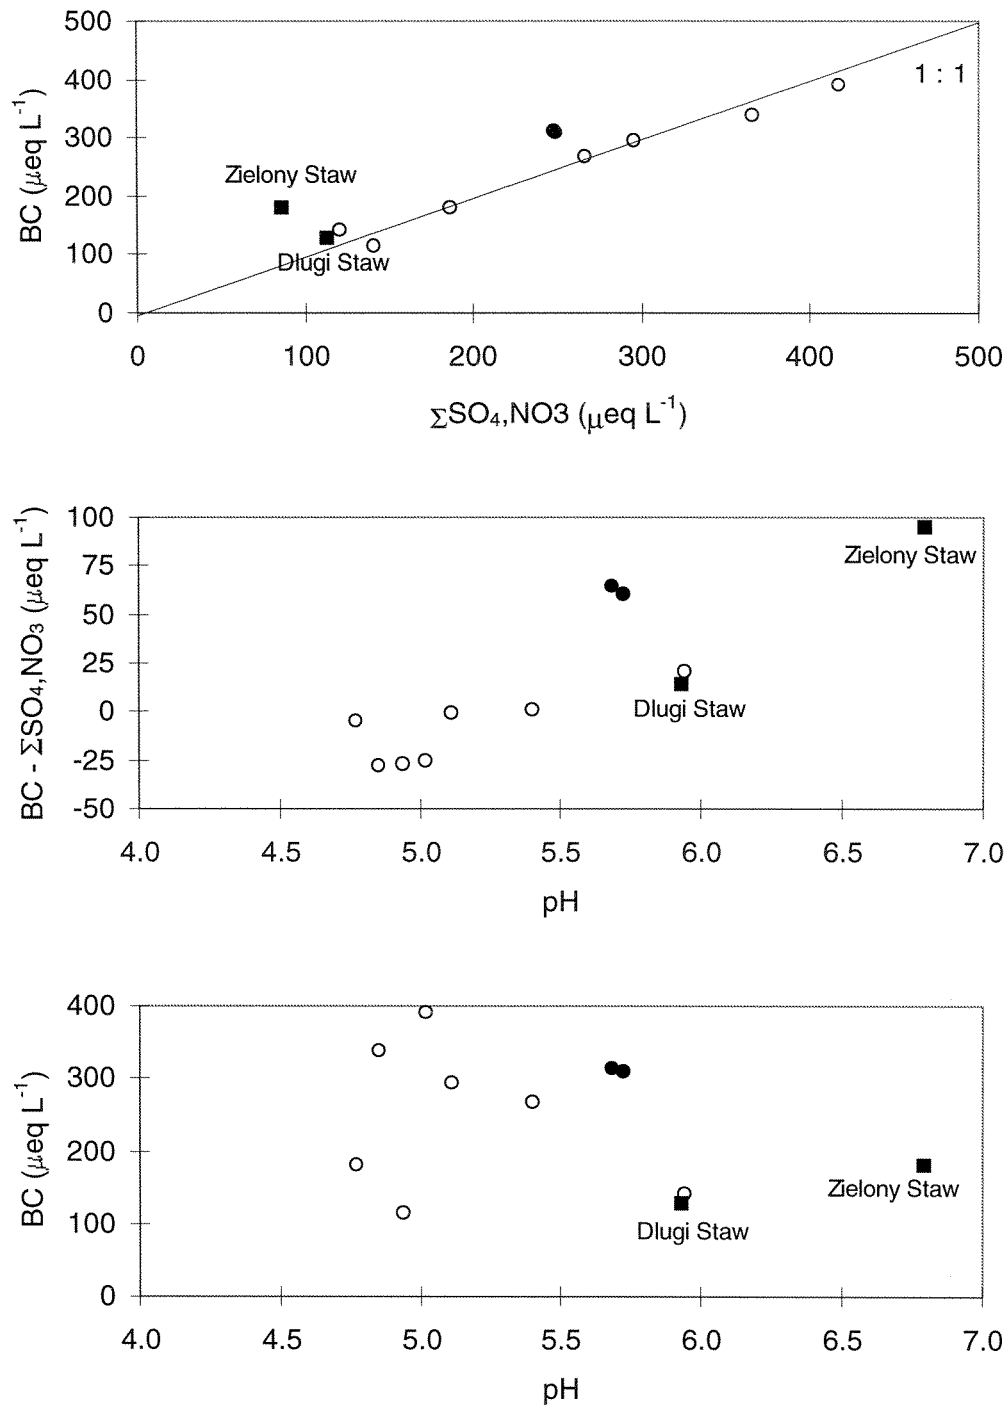 500
400
300
200
100
0
BC (µeq L-1)
1 : 1
Zielony Staw
Dlugi Staw
0 100 200 300 400 500
ΣSO4,NO3 (µeq L-1)
100
75
50
25
0
-25
-50
BC - ΣSO4,NO3 (µeq L-1)
Zielony Staw
Dlugi Staw
4.0 4.5 5.0 5.5 6.0 6.5 7.0
pH
400
300
200
100
0
BC (µeq L-1)
Zielony Staw
Dlugi Staw
4.0 4.5 5.0 5.5 6.0 6.5 7.0
pH